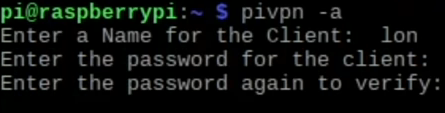 pi@raspberrypi:~ $ pivpn -a
Enter a Name for the Client:  lon
Enter the password for the client:
Enter the password again to verify: